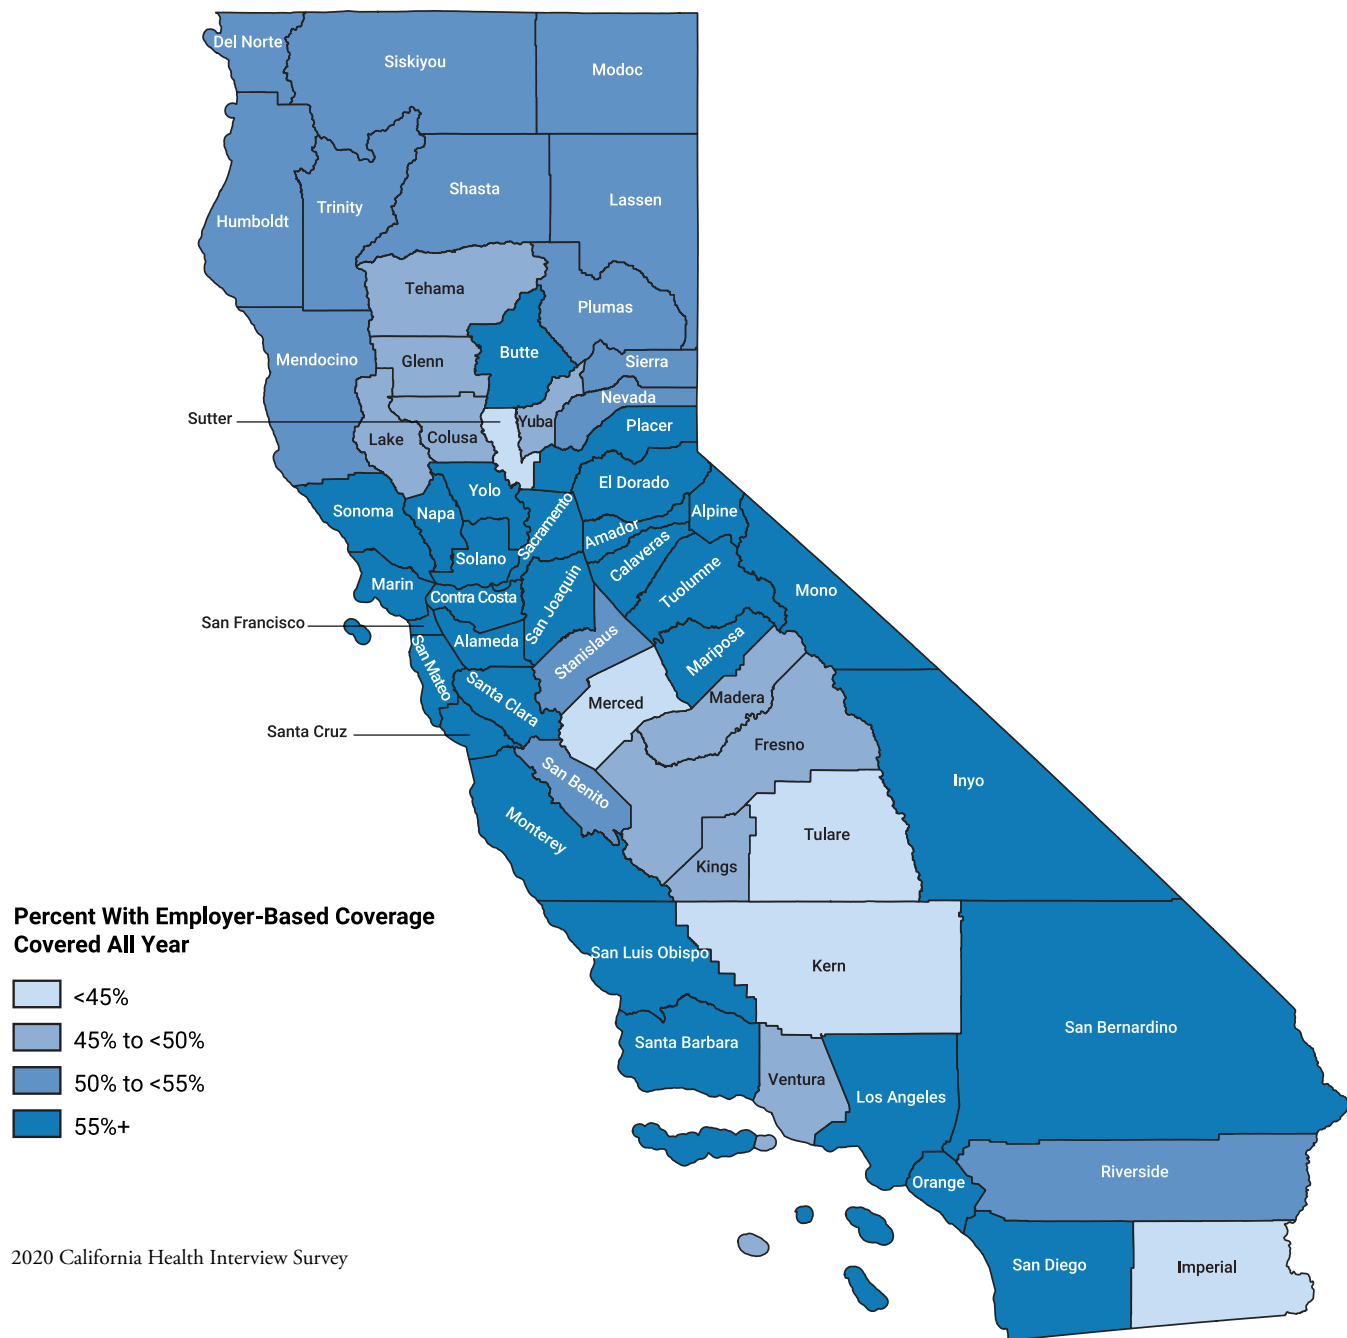 Del Norte
Siskiyou
Modoc
Shasta
Lassen
Trinity
Humboldt
Tehama
Plumas
Butte
Mendocino
Glenn
Sierra
Nevada
Sutter
Yuba
Placer
Lake
Colusa
El Dorado
Yolo
Sonoma
Napa
Sacramento
Alpine
Amador
Solano
Calaveras
Marin
Tuolumne
Mono
Contra Costa
San Joaquin
San Francisco
Alameda
Stanislaus
Mariposa
San Mateo
Santa Clara
Merced
Madera
Santa Cruz
Fresno
San Benito
Inyo
Monterey
Tulare
Kings
Percent With Employer-Based Coverage
Covered All Year
<45%
45% to <50%
50% to <55%
55%+
San Luis Obispo
Kern
San Bernardino
Santa Barbara
Ventura
Los Angeles
Riverside
Orange
San Diego
Imperial
2020 California Health Interview Survey